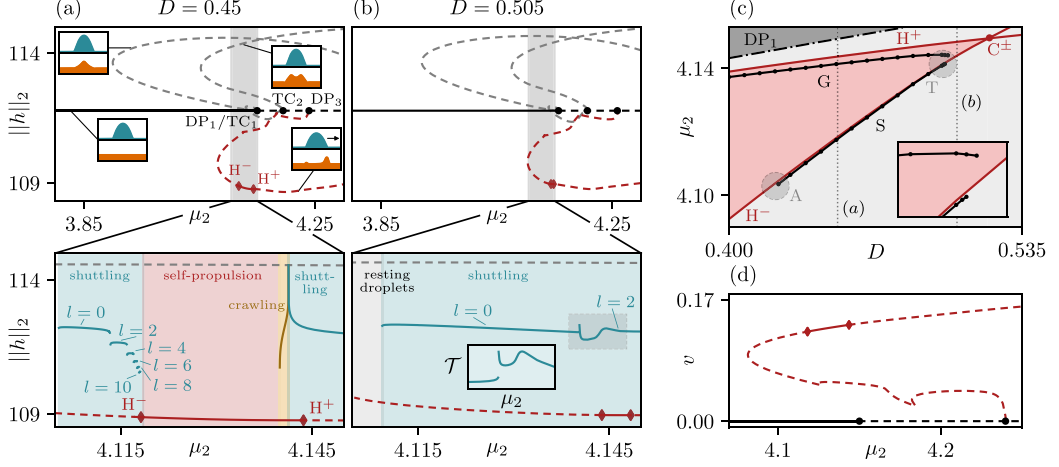 (a) D = 0.45
(b) D = 0.505
(c)
||h||₂
114
109
TC₂
DP₃
DP₁/TC₁
H⁻
H⁺
3.85
μ₂
4.25
3.85
μ₂
4.25
DP₁
H⁺
C±
G
T
S
(b)
A
(a)
H⁻
μ₂
4.14
4.10
0.400
D
0.535
||h||₂
114
109
shuttling
self-propulsion
shutt-
ling
crawling
l = 0
l = 2
l = 4
l = 6
l = 8
l = 10
H⁻
H⁺
4.115
μ₂
4.145
resting
droplets
shuttling
l = 0
l = 2
𝒯
μ₂
4.115
μ₂
4.145
(d)
v
0.17
0.00
4.1
μ₂
4.2